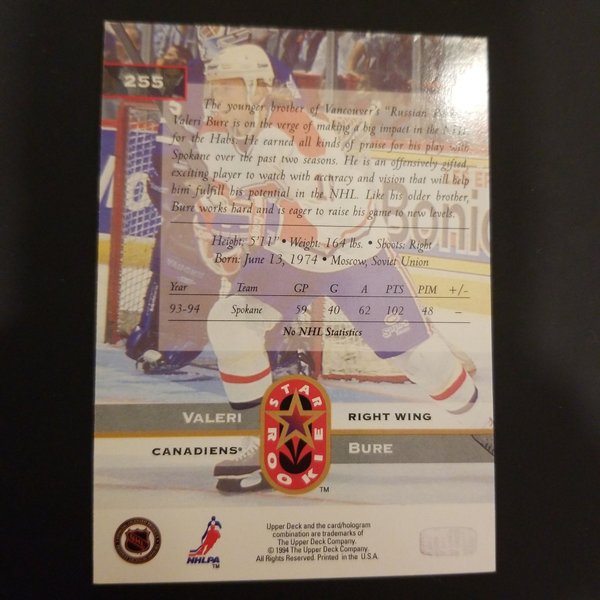 255
The younger brother of Vancouver's "Russian
Valeri Bure is on the verge of making a big impact in the NHL
for the Habs. He earned all kinds of praise for his play with
Spokane over the past two seasons. He is an offensively gifted,
exciting player to watch with accuracy and vision that will help
him fulfill his potential in the NHL. Like his older brother,
Bure works hard and is eager to raise his game to new levels.
Height: 5'11" • Weight: 164 lbs. • Shoots: Right
Born: June 13, 1974 • Moscow, Soviet Union
Year Team GP G A PTS PIM +/-
93-94 Spokane 59 40 62 102 48 –
No NHL Statistics
VALERI RIGHT WING
STAR ROOKIE
CANADIENS® BURE
TM
NHL
NHLPA
TM
Upper Deck and the card/hologram
combination are trademarks of
The Upper Deck Company.
© 1994 The Upper Deck Company.
All Rights Reserved. Printed in the U.S.A.